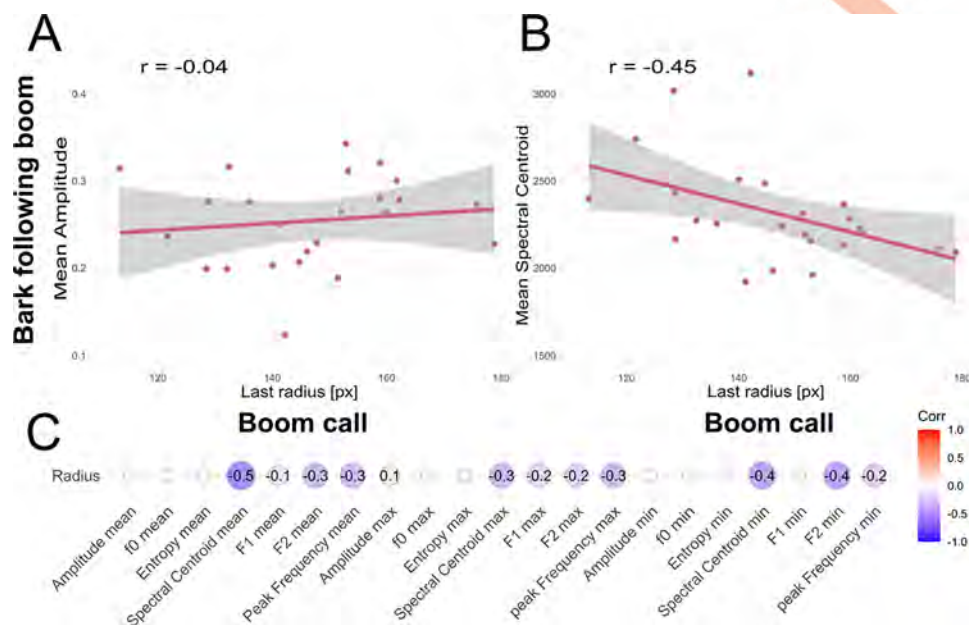 A
B
r = -0.04
r = -0.45
Bark following boom
Mean Amplitude
0.4
0.3
0.2
0.1
120
140
160
180
Last radius [px]
Boom call
Mean Spectral Centroid
3000
2500
2000
1500
120
140
160
180
Last radius [px]
Boom call
C
Corr
1.0
0.5
0.0
-0.5
-1.0
Radius
-0.5 -0.1 -0.3 -0.3 0.1 -0.3 -0.2 -0.2 -0.3 -0.4 -0.4 -0.2
Amplitude mean
f0 mean
Entropy mean
Spectral Centroid mean
F1 mean
F2 mean
Peak Frequency mean
Amplitude max
f0 max
Entropy max
Spectral Centroid max
F1 max
F2 max
peak Frequency max
Amplitude min
f0 min
Entropy min
Spectral Centroid min
F1 min
F2 min
peak Frequency min